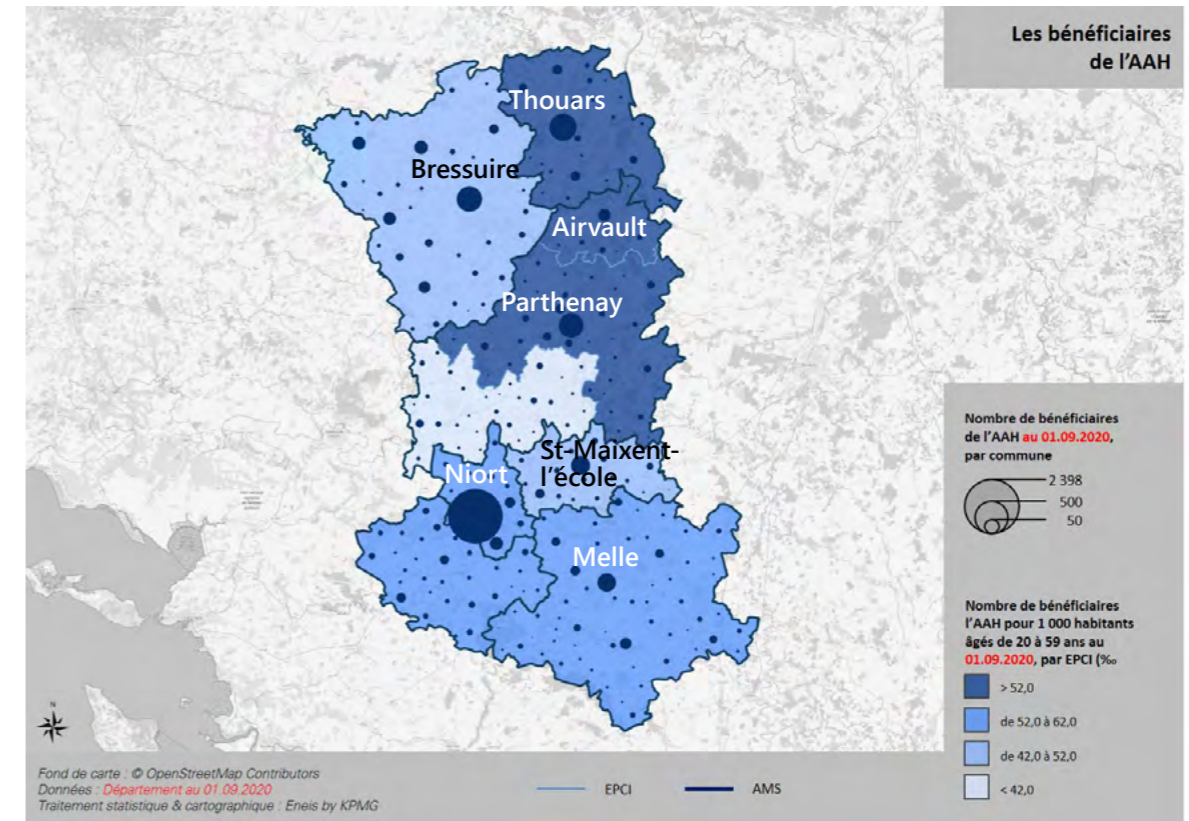 Les bénéficiaires
de l'AAH
Thouars
Bressuire
Airvault
Parthenay
St-Maixent-
l'école
Niort
Melle
Nombre de bénéficiaires
de l'AAH au 01.09.2020,
par commune
2 398
500
50
Nombre de bénéficiaires
l'AAH pour 1 000 habitants
âgés de 20 à 59 ans au
01.09.2020, par EPCI (‰
> 52,0
de 52,0 à 62,0
de 42,0 à 52,0
< 42,0
N
Fond de carte : © OpenStreetMap Contributors
Données : Département au 01.09.2020
Traitement statistique & cartographique : Eneis by KPMG
EPCI
AMS